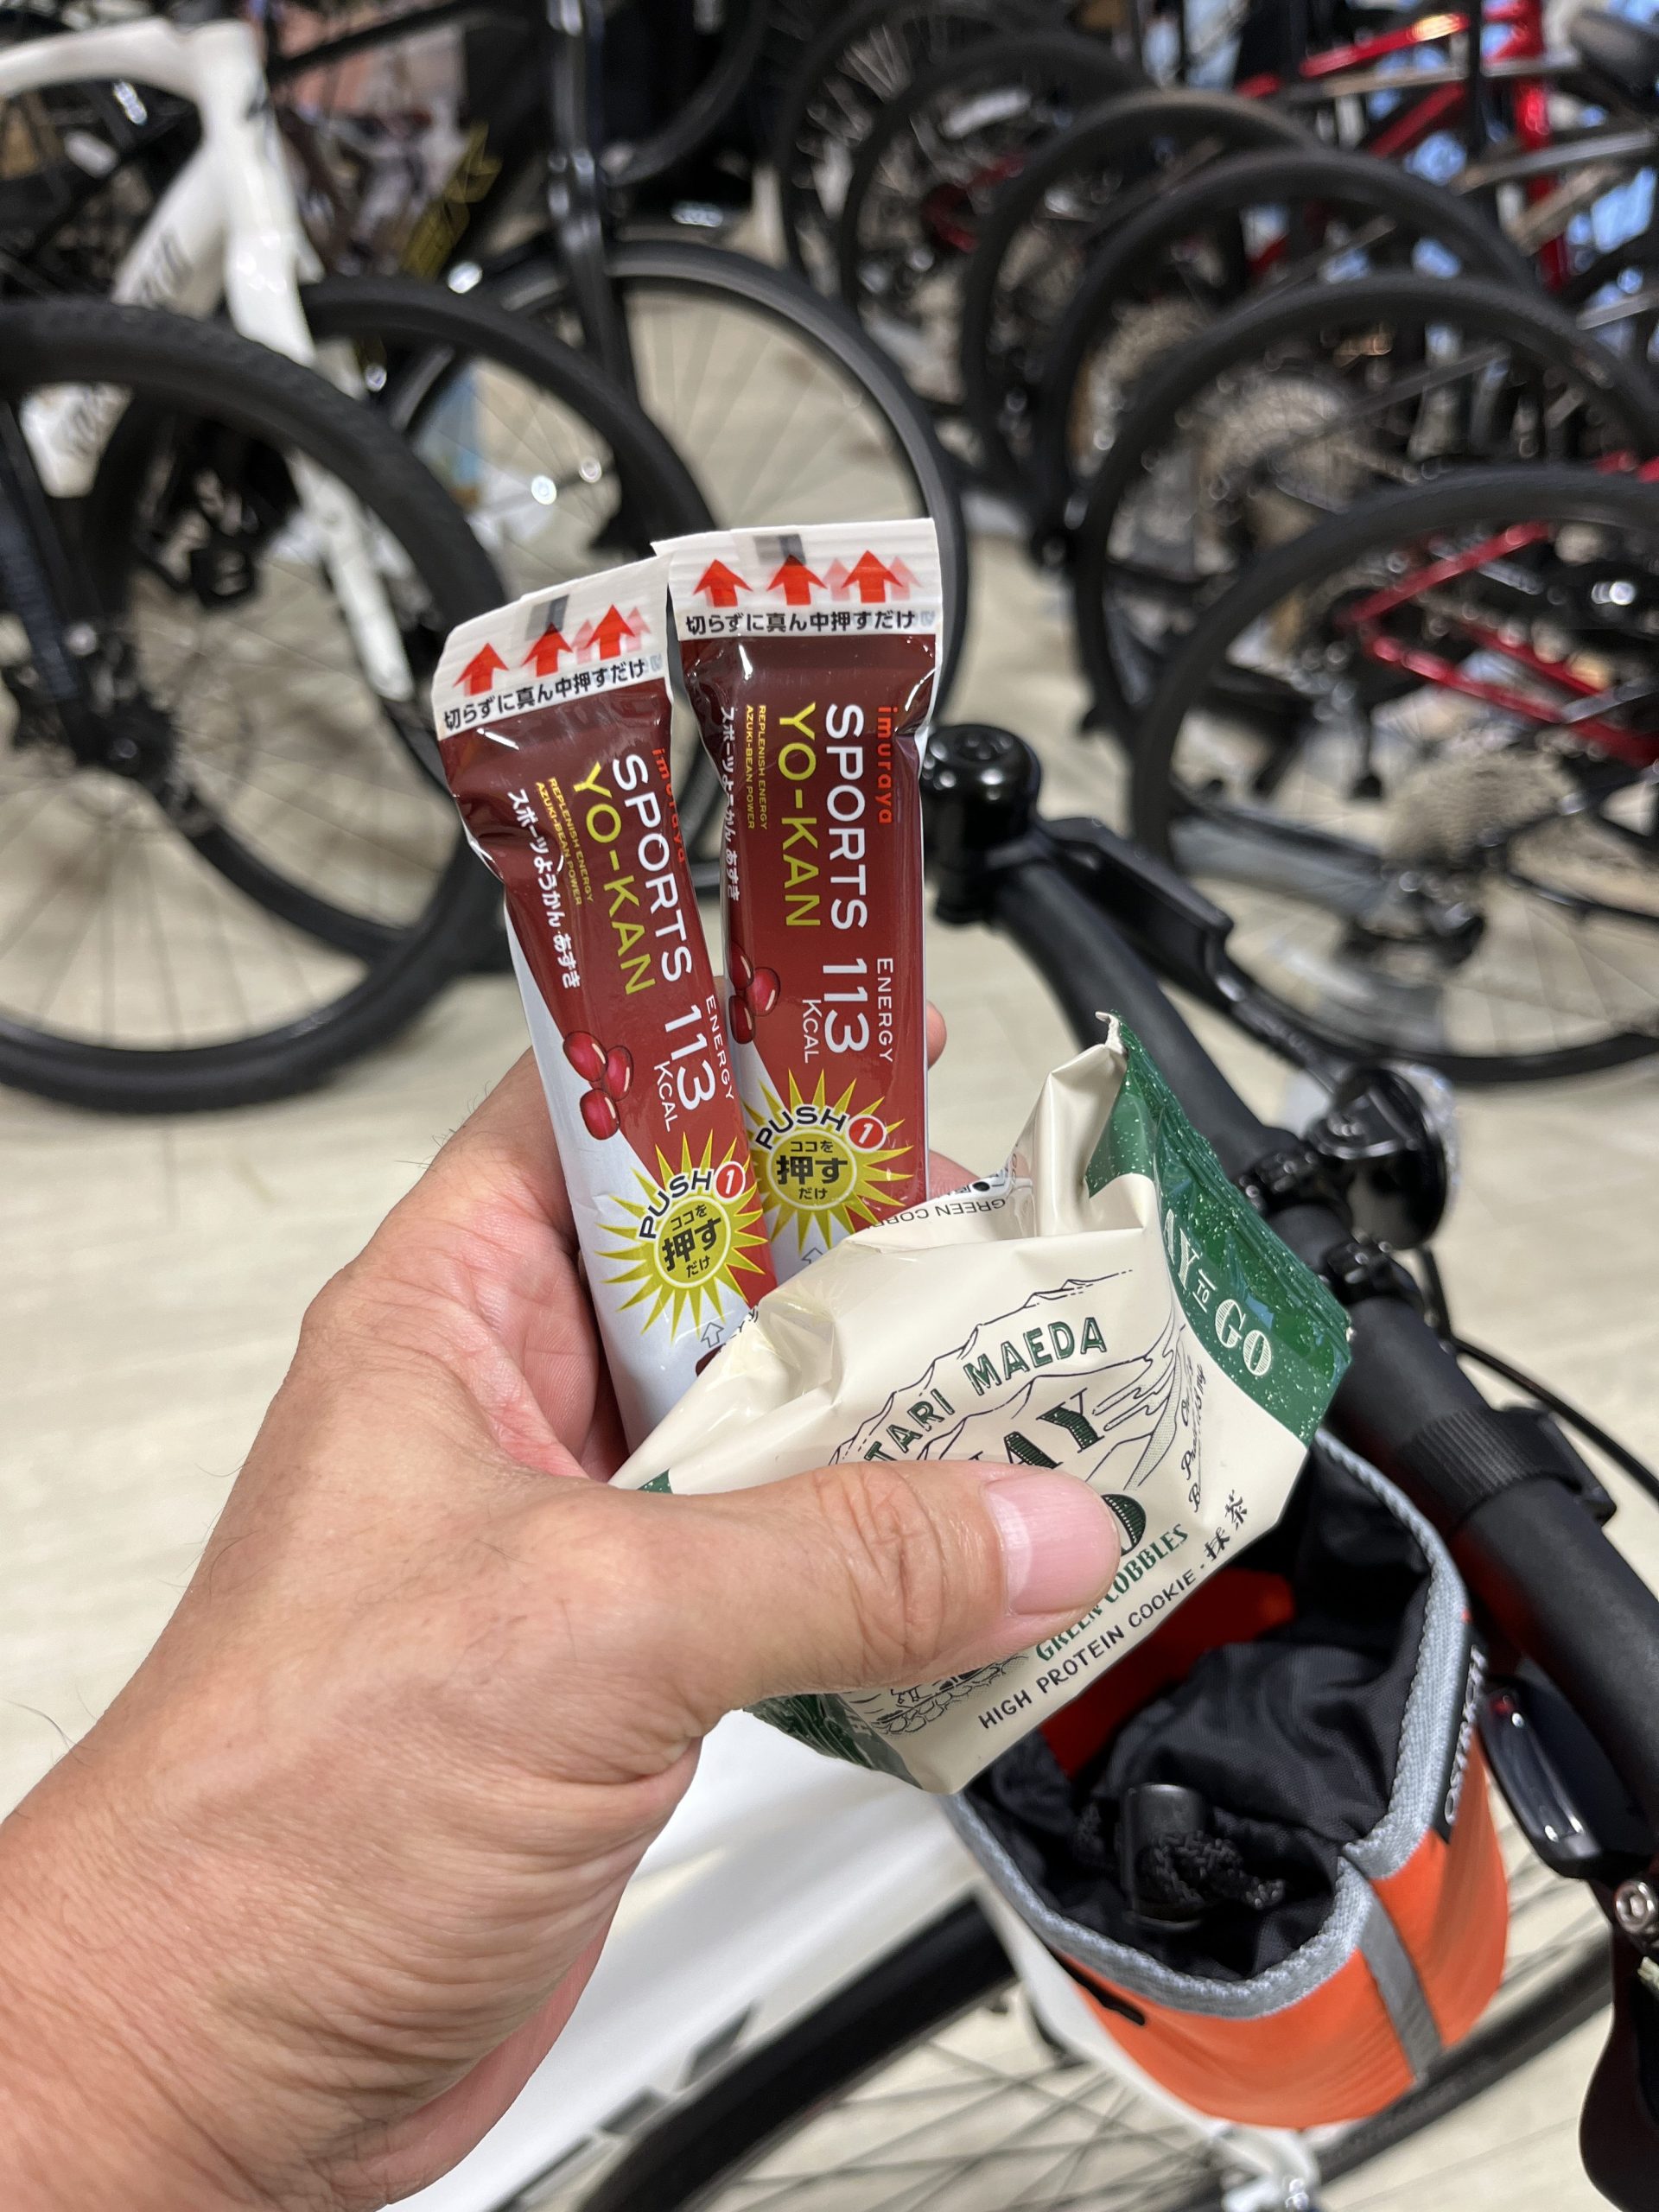 切らずに真ん中押すだけ
imuraya
SPORTS
YO-KAN
REPLENISH ENERGY
AZUKI-BEAN POWER
スポーツようかん あずき
ENERGY
113
KCAL
PUSH 1
ココを
押す
だけ
切らずに真ん中押すだけ
imuraya
SPORTS
YO-KAN
REPLENISH ENERGY
AZUKI-BEAN POWER
スポーツようかん あずき
ENERGY
113
KCAL
PUSH 1
ココを
押す
だけ
TO GO
TARI MAEDA
GREEN COBBLES
HIGH PROTEIN COOKIE - 抹茶